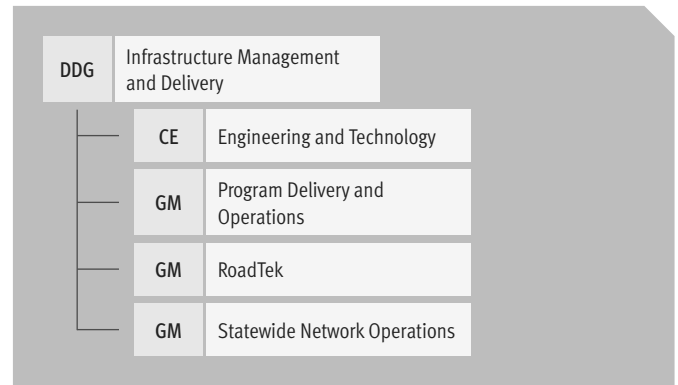 DDG
Infrastructure Management
and Delivery
CE
Engineering and Technology
GM
Program Delivery and
Operations
GM
RoadTek
GM
Statewide Network Operations